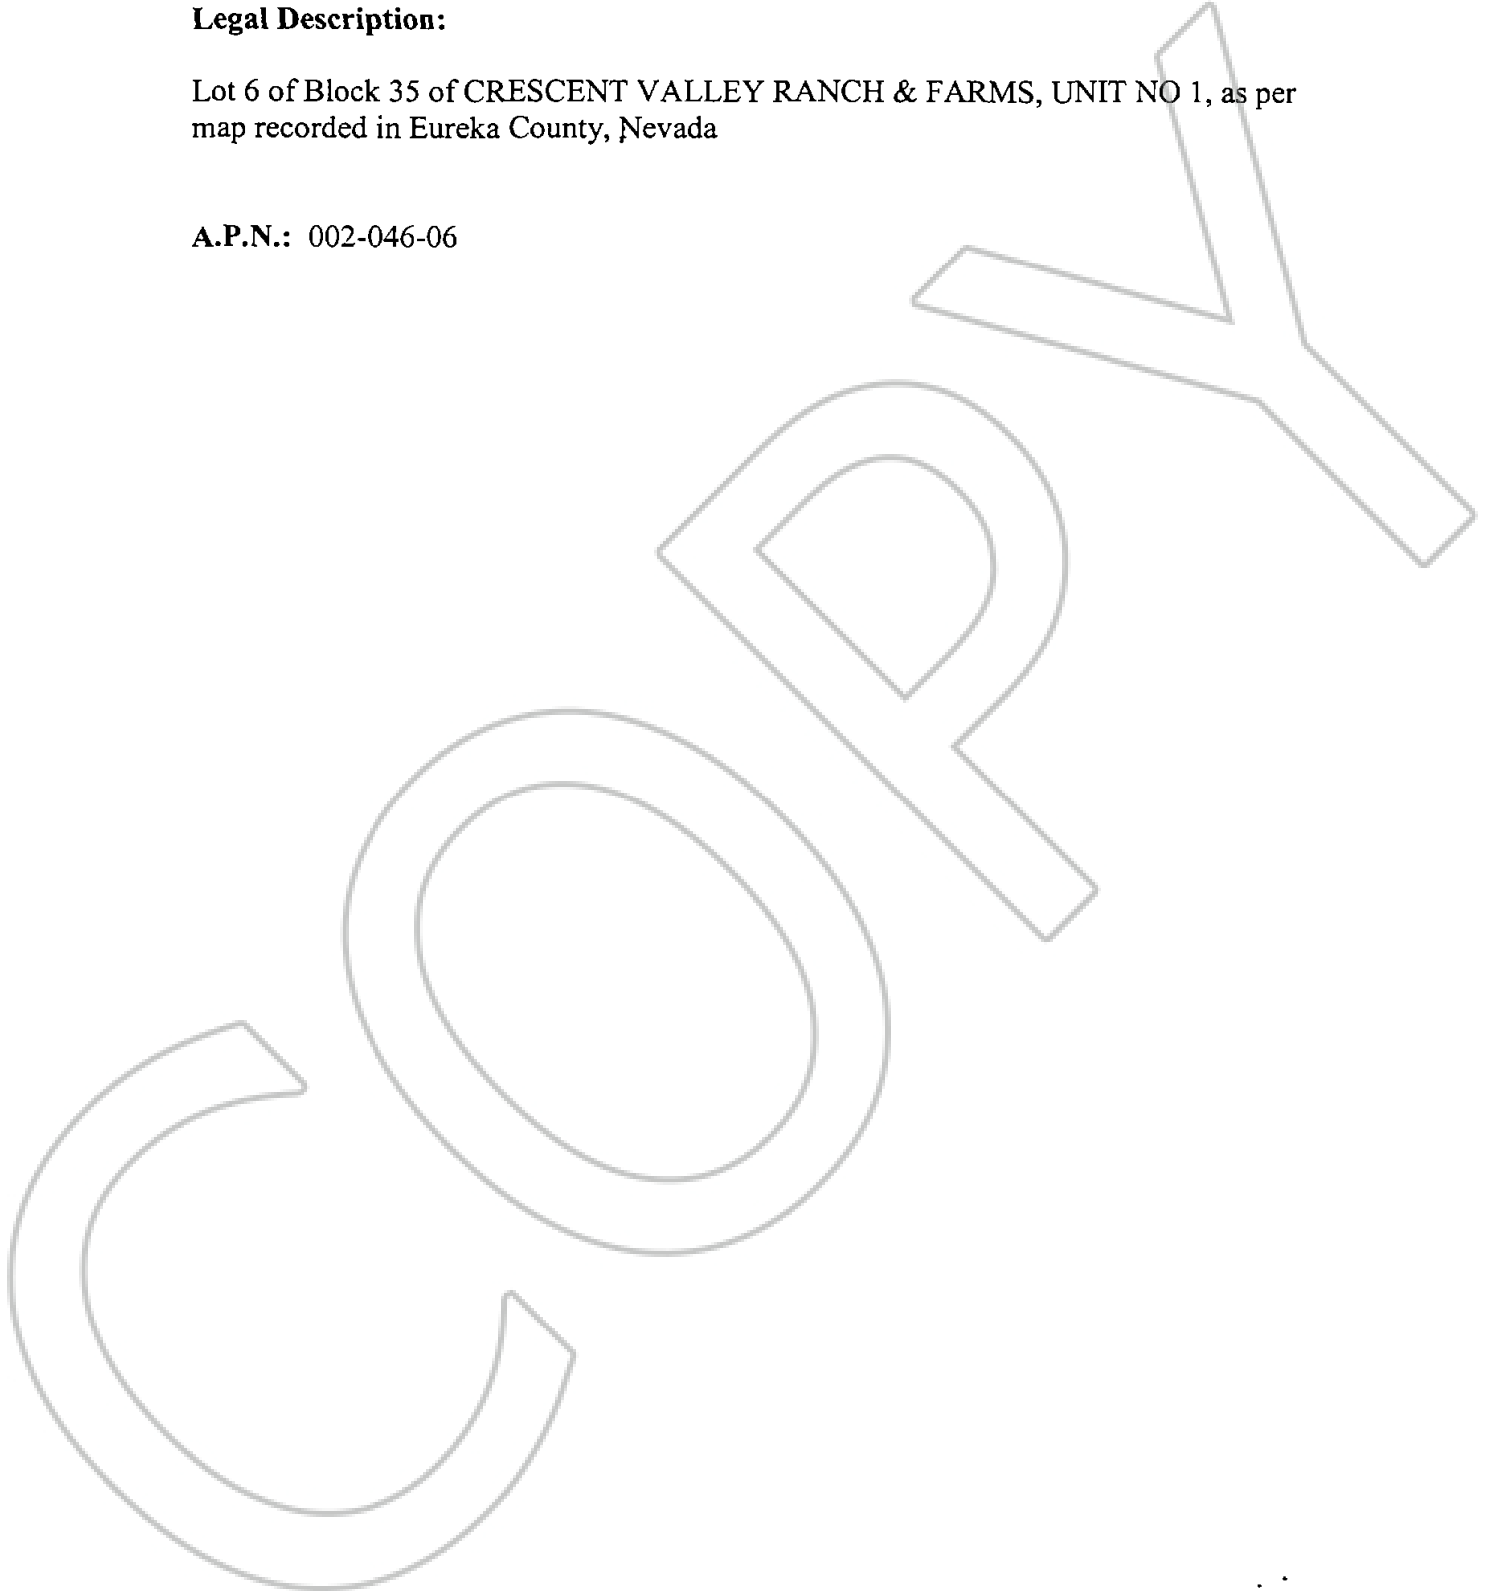 Legal Description:
Lot 6 of Block 35 of CRESCENT VALLEY RANCH & FARMS, UNIT NO 1, as per
map recorded in Eureka County, Nevada
A.P.N.: 002-046-06
COPY